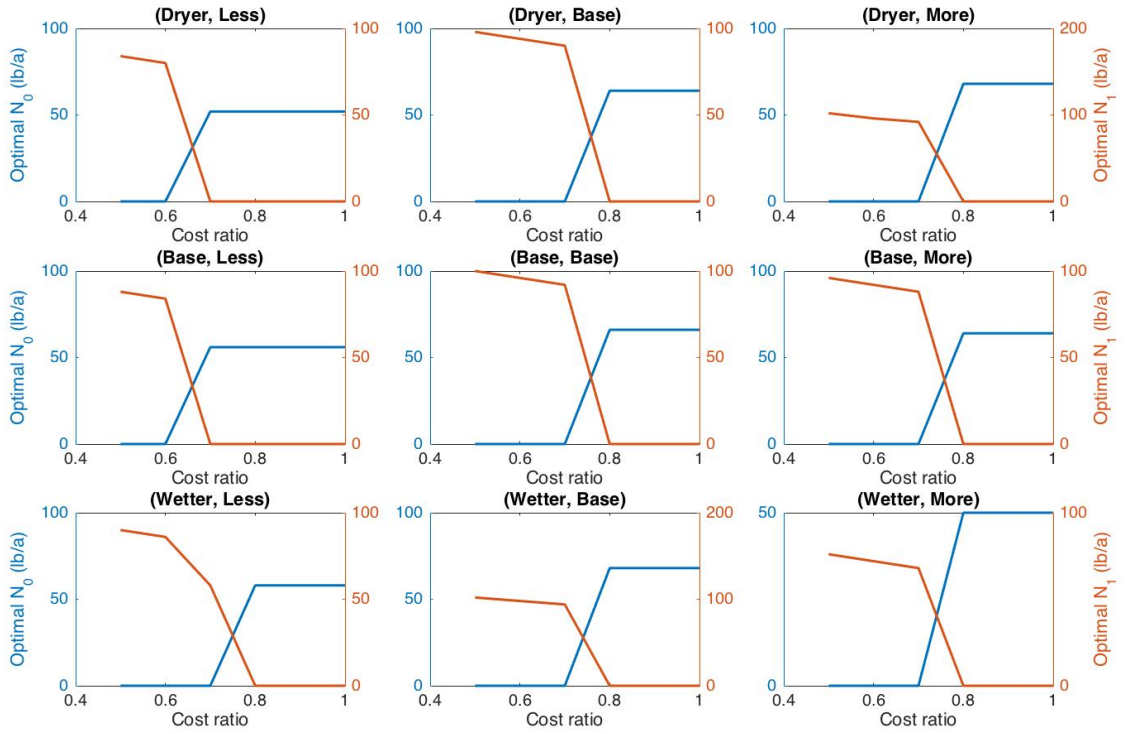 (Dryer, Less) (Dryer, Base) (Dryer, More)
100 100 100 100 100 200
50 50 50 50 50 100
0 0 0 0 0 0
0.4 0.6 0.8 1 0.4 0.6 0.8 1 0.4 0.6 0.8 1
Cost ratio Cost ratio Cost ratio
Optimal N0 (lb/a)
Optimal N1 (lb/a)
(Base, Less) (Base, Base) (Base, More)
100 100 100 100 100 100
50 50 50 50 50 50
0 0 0 0 0 0
0.4 0.6 0.8 1 0.4 0.6 0.8 1 0.4 0.6 0.8 1
Cost ratio Cost ratio Cost ratio
Optimal N0 (lb/a)
Optimal N1 (lb/a)
(Wetter, Less) (Wetter, Base) (Wetter, More)
100 100 100 200 50 100
50 50 50 100 50
0 0 0 0 0 0
0.4 0.6 0.8 1 0.4 0.6 0.8 1 0.4 0.6 0.8 1
Cost ratio Cost ratio Cost ratio
Optimal N0 (lb/a)
Optimal N1 (lb/a)